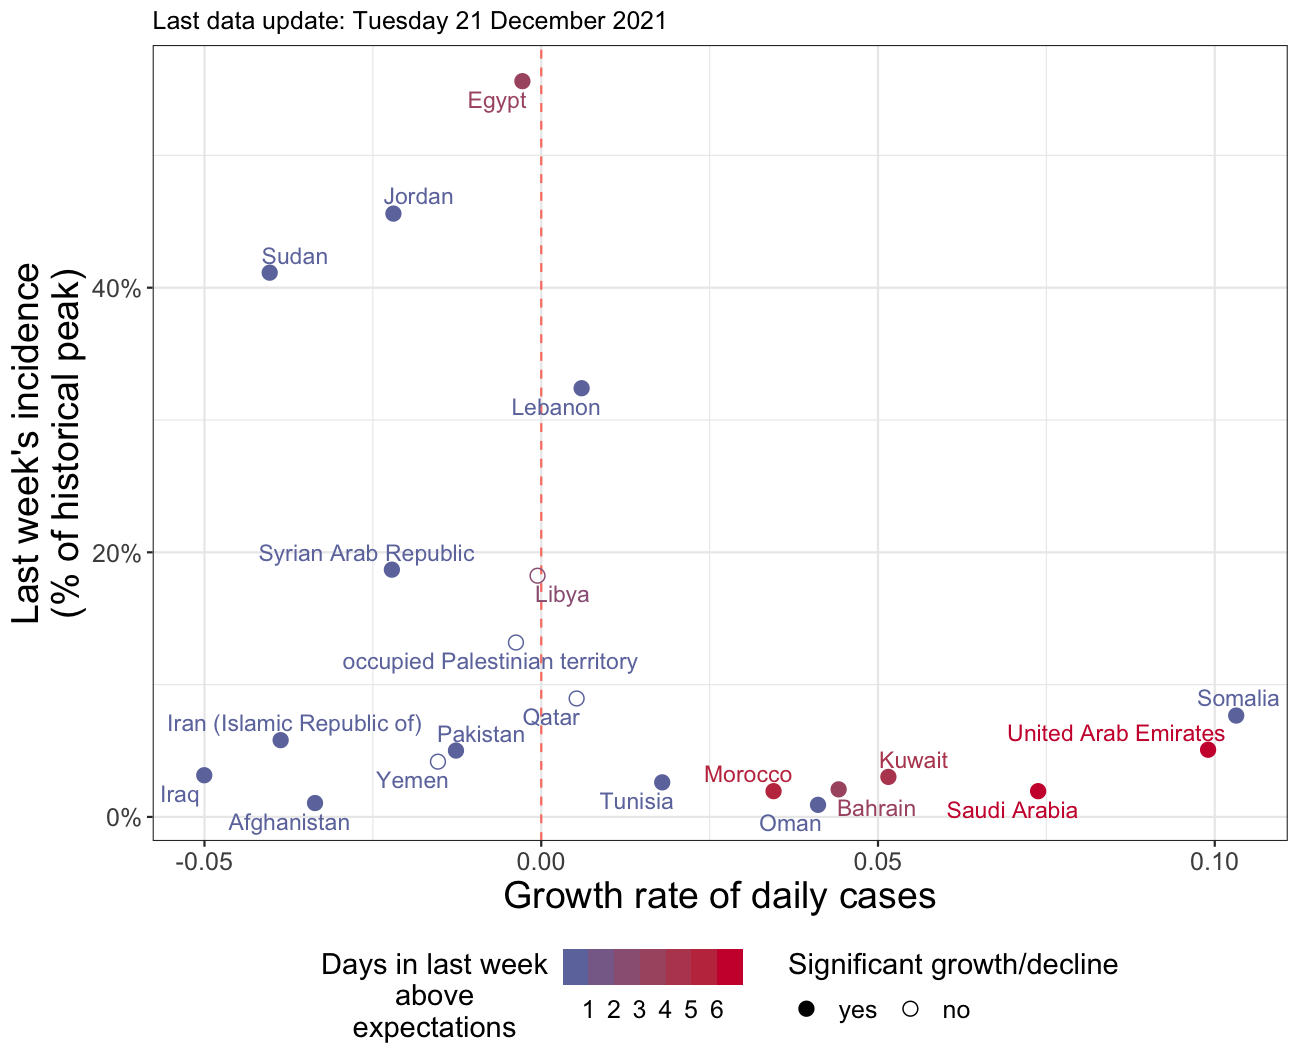 Last data update: Tuesday 21 December 2021
Last week's incidence
(% of historical peak)
40%
20%
0%
Egypt
Jordan
Sudan
Lebanon
Syrian Arab Republic
Libya
occupied Palestinian territory
Somalia
Qatar
Iran (Islamic Republic of)
Pakistan
United Arab Emirates
Kuwait
Morocco
Yemen
Iraq
Tunisia
Bahrain
Saudi Arabia
Afghanistan
Oman
-0.05 0.00 0.05 0.10
Growth rate of daily cases
Days in last week
above
expectations
1 2 3 4 5 6
Significant growth/decline
yes no